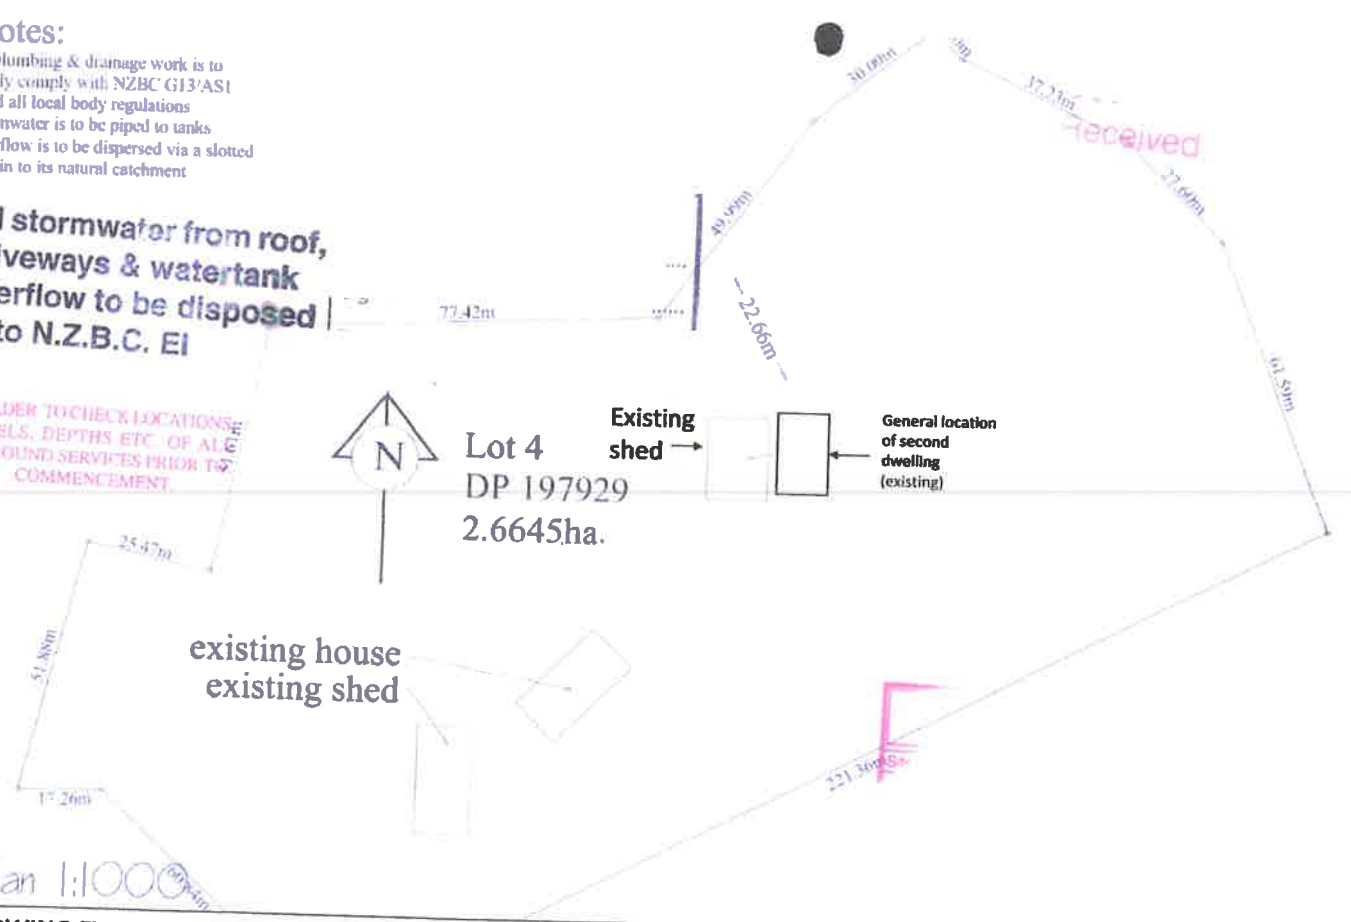 otes:
lumbing & drainage work is to
ly comply with NZBC G13/AS1
d all local body regulations
nwater is to be piped to tanks
rflow is to be dispersed via a slotted
in to its natural catchment
l stormwater from roof,
iveways & watertank
erflow to be disposed
to N.Z.B.C. EI
DER TO CHECK LOCATIONS,
ELS, DEPTHS ETC. OF ALL
OUND SERVICES PRIOR TO
COMMENCEMENT.
30.00m
37.23m
Received
27.60m
49.99m
77.42m
22.66m
61.59m
N
Lot 4
DP 197929
2.6645ha.
Existing
shed
General location
of second
dwelling
(existing)
25.47m
51.88m
existing house
existing shed
17.26m
221.36m
an 1:1000